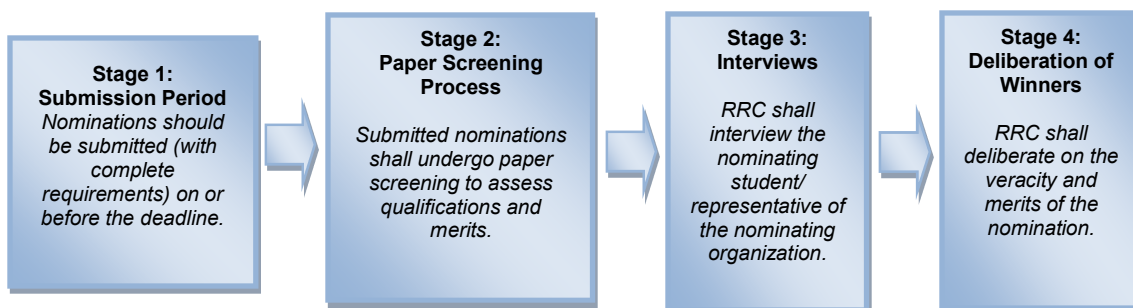 Stage 1:
Submission Period
Nominations should
be submitted (with
complete
requirements) on or
before the deadline.
Stage 2:
Paper Screening
Process
Submitted nominations
shall undergo paper
screening to assess
qualifications and
merits.
Stage 3:
Interviews
RRC shall
interview the
nominating
student/
representative of
the nominating
organization.
Stage 4:
Deliberation of
Winners
RRC shall
deliberate on the
veracity and
merits of the
nomination.